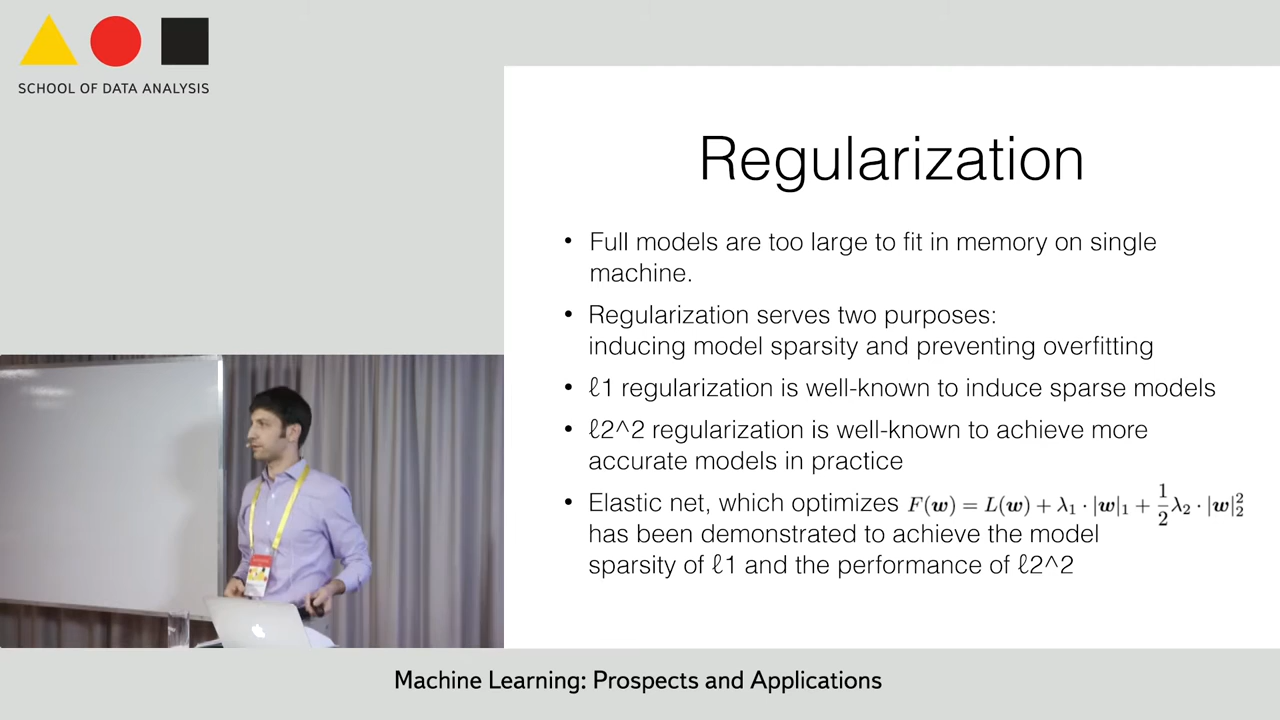 SCHOOL OF DATA ANALYSIS
Regularization
• Full models are too large to fit in memory on single
machine.
• Regularization serves two purposes:
inducing model sparsity and preventing overfitting
• ℓ1 regularization is well-known to induce sparse models
• ℓ2^2 regularization is well-known to achieve more
accurate models in practice
• Elastic net, which optimizes F(w) = L(w) + λ₁ · |w|₁ + 1/2 λ₂ · |w|₂²
has been demonstrated to achieve the model
sparsity of ℓ1 and the performance of ℓ2^2
Machine Learning: Prospects and Applications